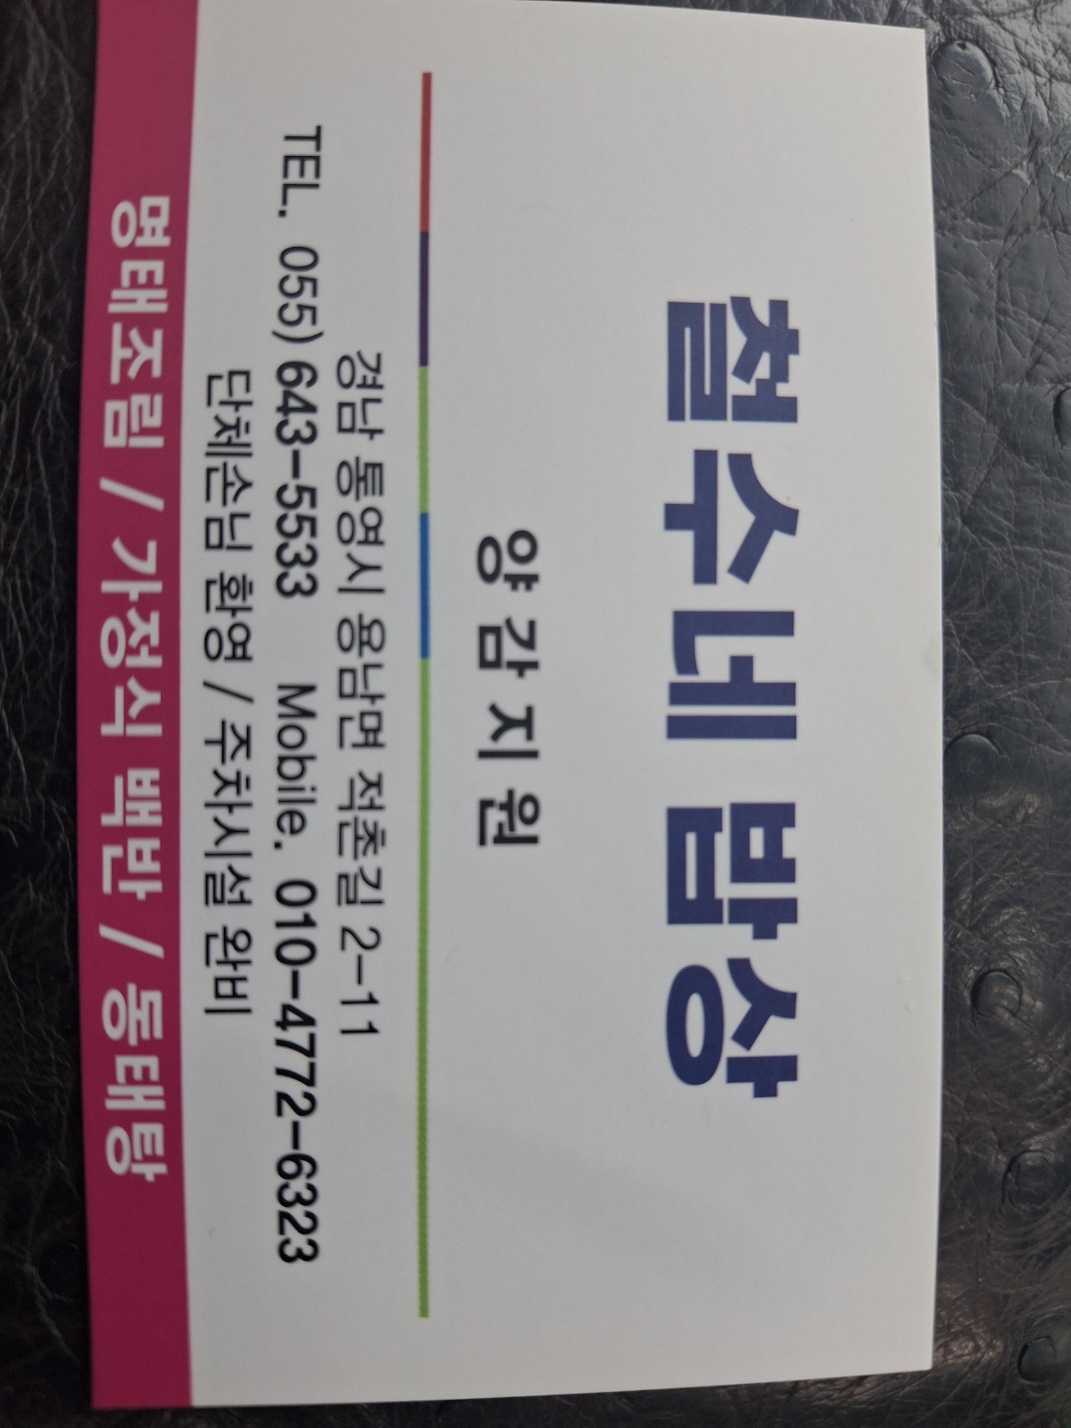 철수네 밥상
양감지원
경남 통영시 용남면 적촌길 2-11
TEL. 055) 643-5533 Mobile. 010-4772-6323
단체손님 환영 / 주차시설 완비
명태조림 / 가정식 백반 / 동태탕